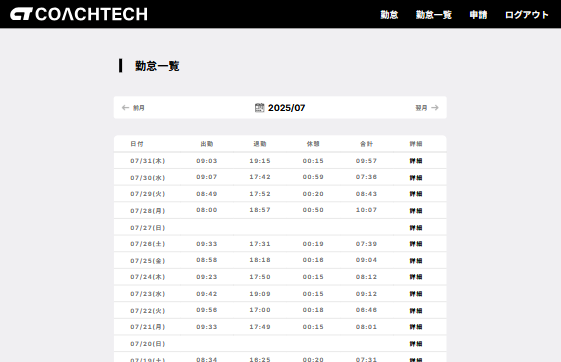 COACHTECH 勤怠 勤怠一覧 申請 ログアウト
勤怠一覧
← 前月 2025/07 翌月 →
日付 出勤 退勤 休憩 合計 詳細
07/31(木) 09:03 19:15 00:15 09:57 詳細
07/30(水) 09:07 17:42 00:59 07:36 詳細
07/29(火) 08:49 17:52 00:20 08:43 詳細
07/28(月) 08:00 18:57 00:50 10:07 詳細
07/27(日) 詳細
07/26(土) 09:33 17:31 00:19 07:39 詳細
07/25(金) 08:58 18:18 00:16 09:04 詳細
07/24(木) 09:23 17:50 00:15 08:12 詳細
07/23(水) 09:42 19:09 00:15 09:12 詳細
07/22(火) 09:56 17:00 00:18 06:46 詳細
07/21(月) 09:33 17:49 00:15 08:01 詳細
07/20(日) 詳細
07/19(土) 08:34 16:25 00:20 07:31 詳細